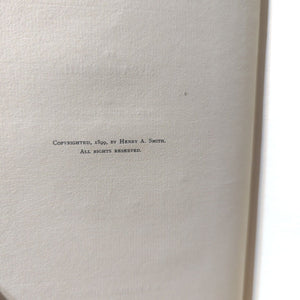 Copyrighted, 1899, by Henry A. Smith.
All rights reserved.